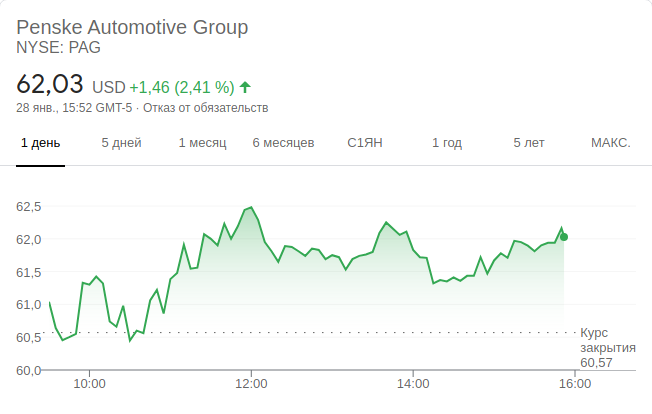 Penske Automotive Group
NYSE: PAG
62,03 USD +1,46 (2,41 %)
28 янв., 15:52 GMT-5 · Отказ от обязательств
1 день 5 дней 1 месяц 6 месяцев С1ЯН 1 год 5 лет МАКС.
62,5
62,0
61,5
61,0
60,5
60,0
Курс
закрытия
60,57
10:00 12:00 14:00 16:00